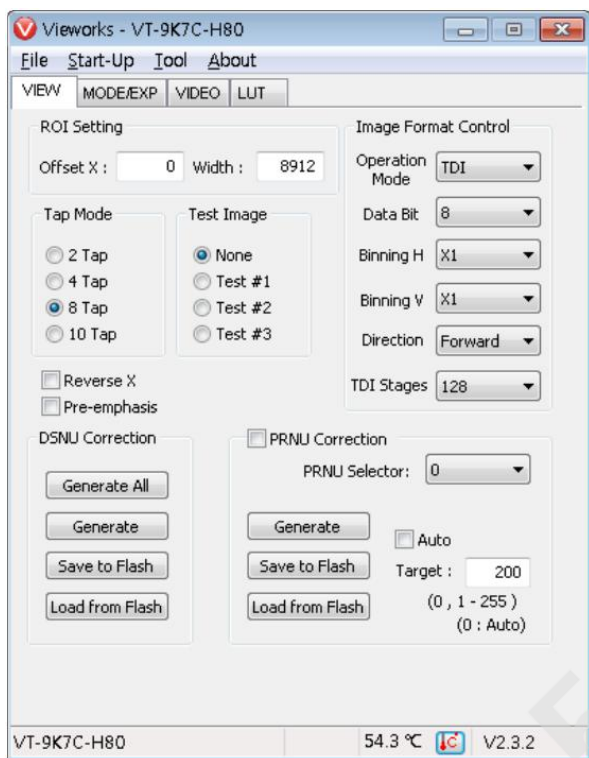 Vieworks - VT-9K7C-H80
File Start-Up Tool About
VIEW MODE/EXP VIDEO LUT
ROI Setting
Offset X : 0 Width : 8912
Image Format Control
Operation Mode TDI
Data Bit 8
Binning H X1
Binning V X1
Direction Forward
TDI Stages 128
Tap Mode
2 Tap
4 Tap
8 Tap
10 Tap
Test Image
None
Test #1
Test #2
Test #3
Reverse X
Pre-emphasis
DSNU Correction
Generate All
Generate
Save to Flash
Load from Flash
PRNU Correction
PRNU Selector: 0
Generate
Save to Flash
Load from Flash
Auto
Target : 200
(0 , 1 - 255 )
(0 : Auto)
VT-9K7C-H80 54.3 ℃ C V2.3.2